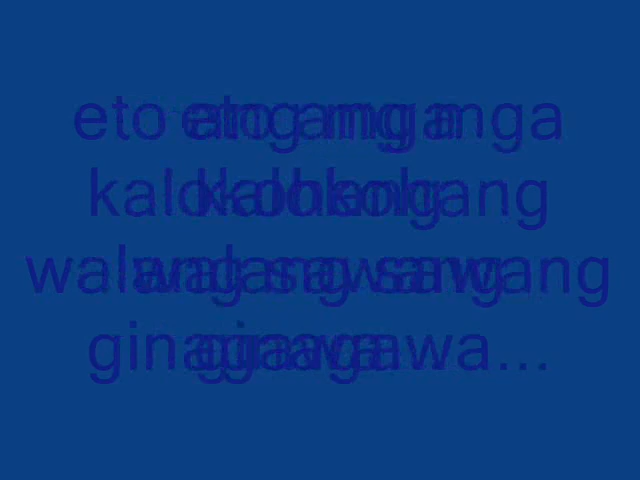 eto ang mga
kalokohang
walang sawang
ginagawa...